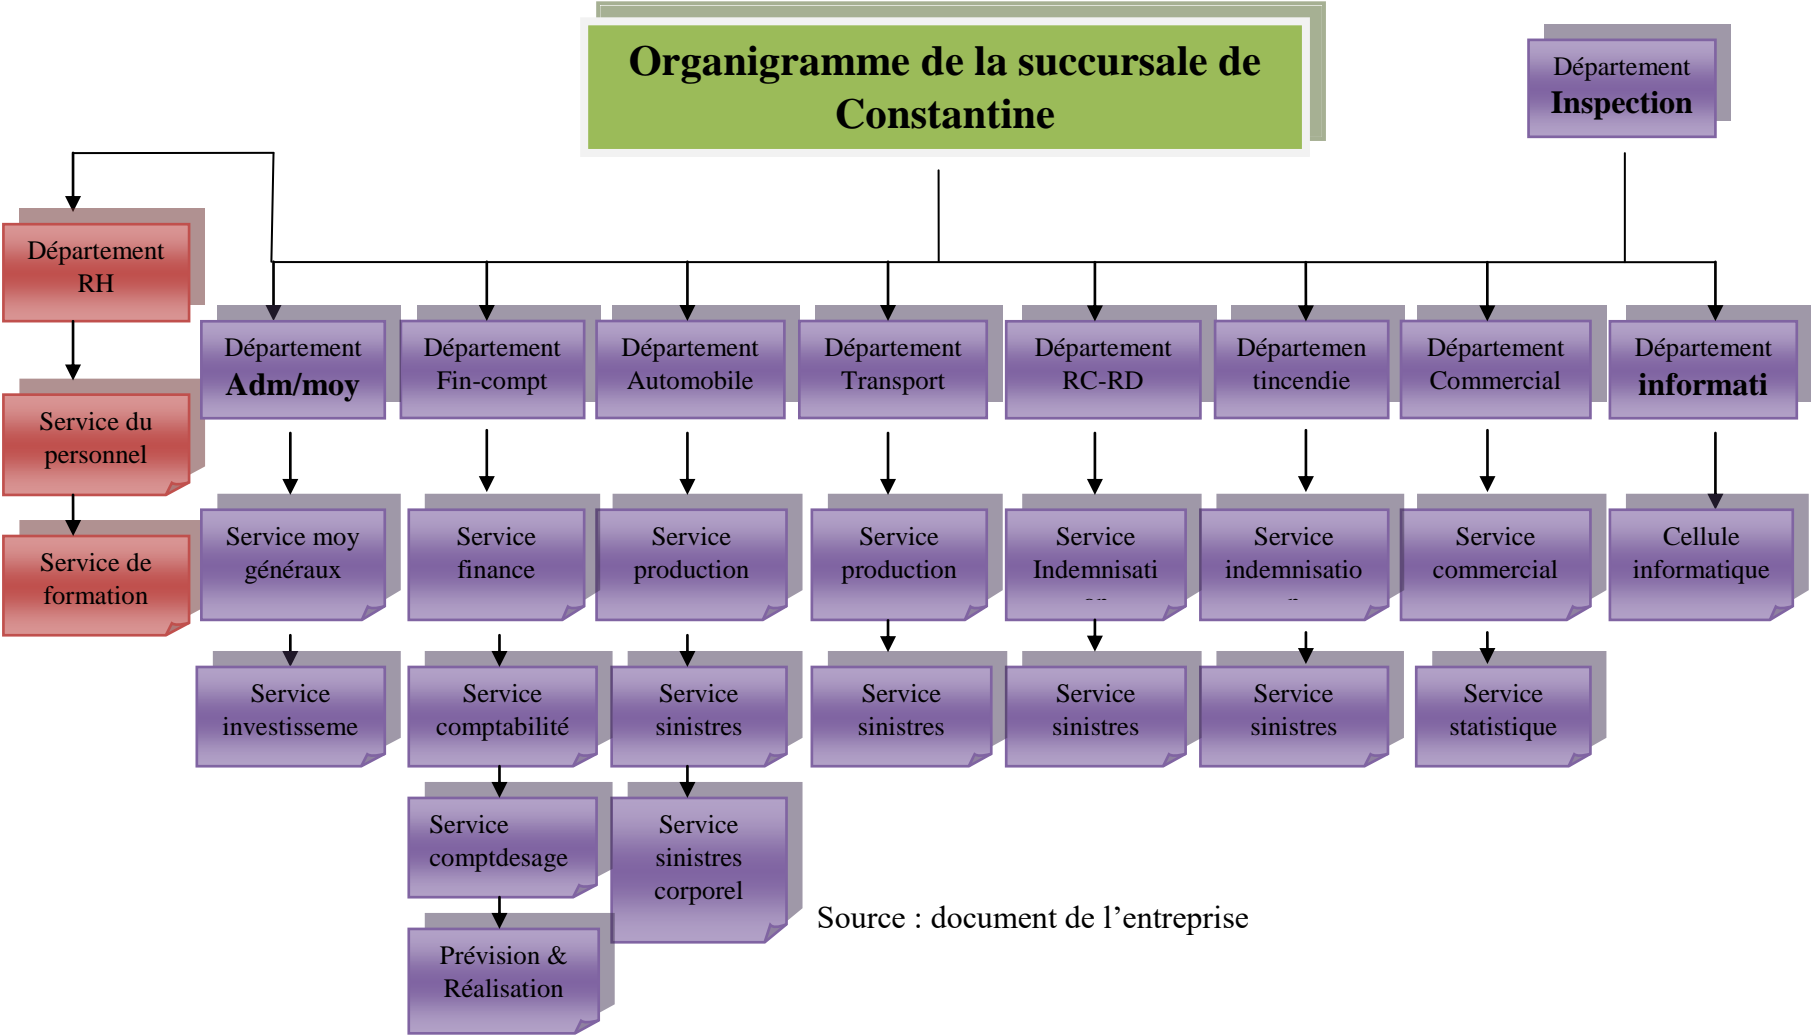 Organigramme de la succursale de
Constantine
Département
Inspection
Département
RH
Département
Adm/moy
Département
Fin-compt
Département
Automobile
Département
Transport
Département
RC-RD
Départemen
tincendie
Département
Commercial
Département
informati
Service du
personnel
Service de
formation
Service moy
généraux
Service
finance
Service
production
Service
production
Service
Indemnisati
on
Service
indemnisatio
n
Service
commercial
Cellule
informatique
Service
investisseme
Service
comptabilité
Service
sinistres
Service
sinistres
Service
sinistres
Service
sinistres
Service
statistique
Service
comptdesage
Service
sinistres
corporel
Prévision &
Réalisation
Source : document de l’entreprise